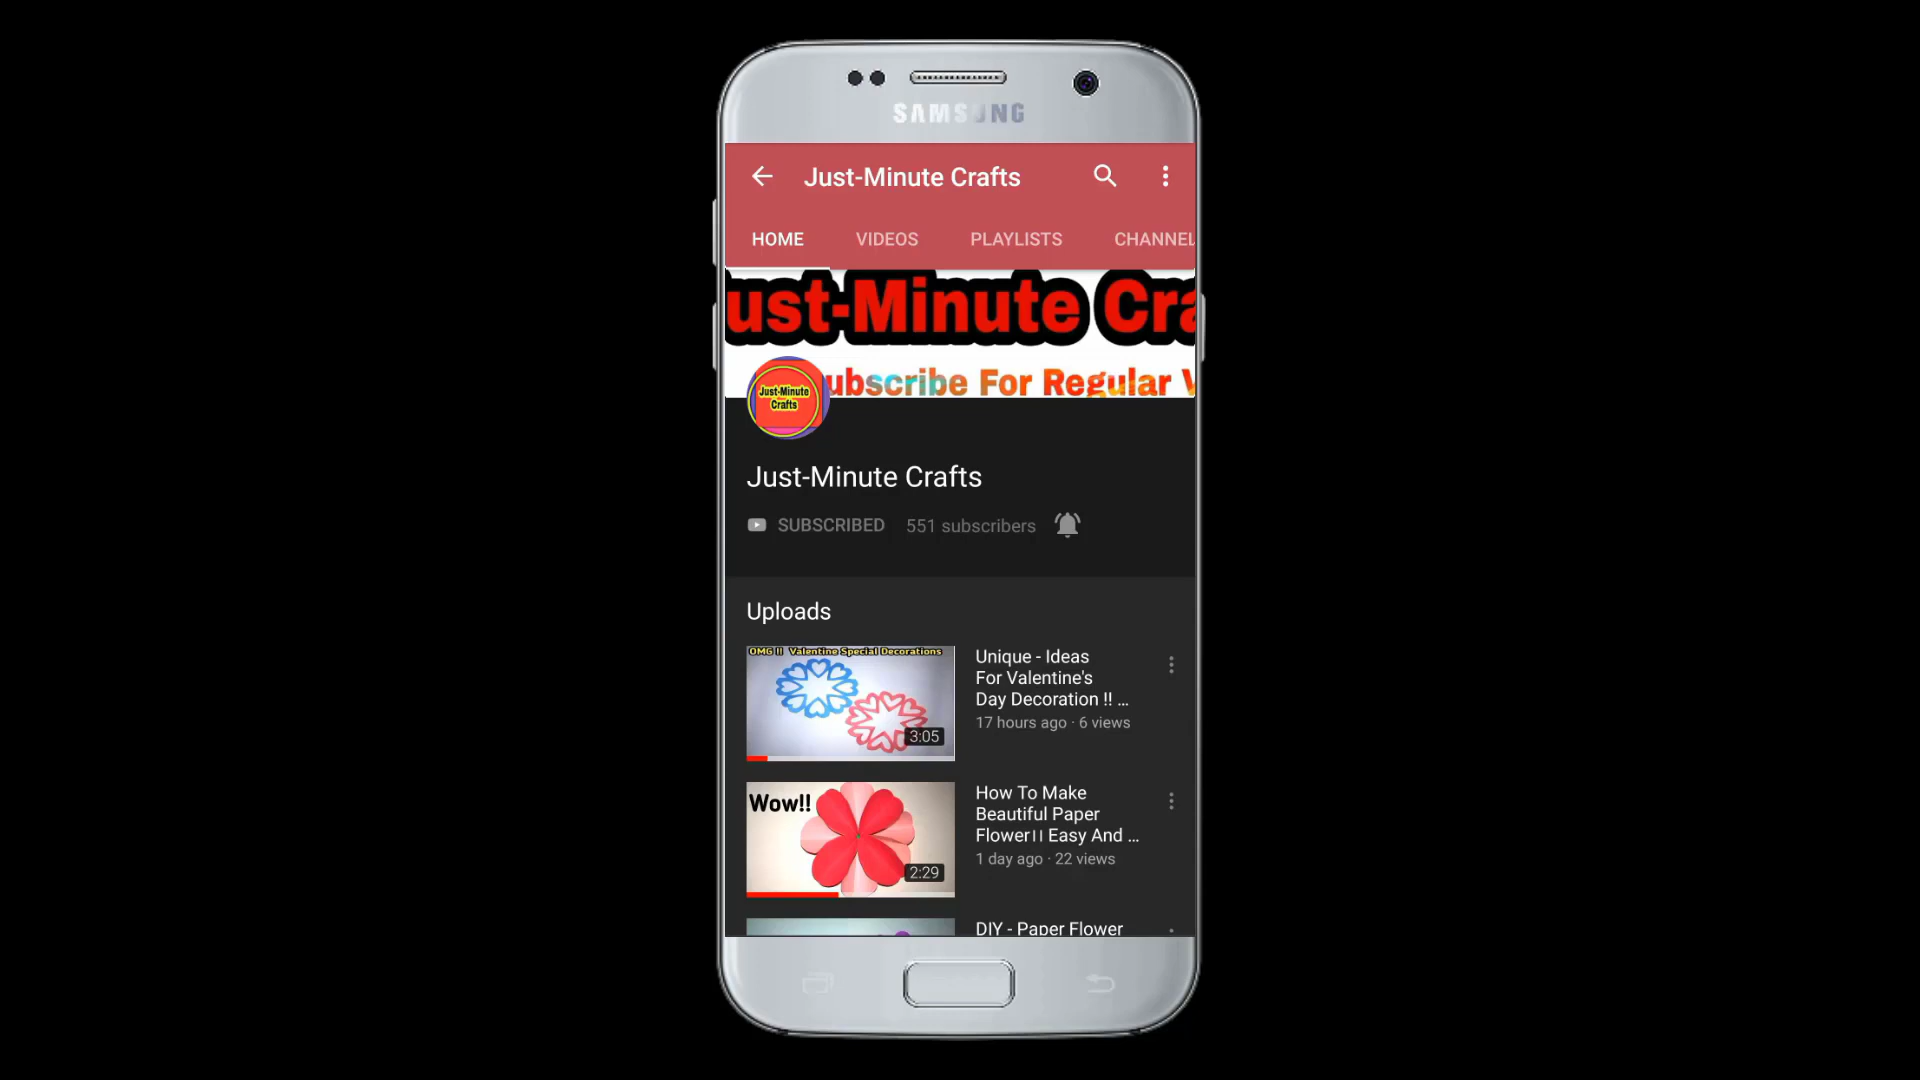 SAMSUNG
Just-Minute Crafts
HOME VIDEOS PLAYLISTS CHANNEL
ust-Minute Cra
ubscribe For Regular V
Just-Minute
Crafts
Just-Minute Crafts
SUBSCRIBED 551 subscribers
Uploads
OMG !! Valentine Special Decorations
3:05
Unique - Ideas
For Valentine's
Day Decoration !! ...
17 hours ago · 6 views
Wow!!
2:29
How To Make
Beautiful Paper
Flower।। Easy And ...
1 day ago · 22 views
DIY - Paper Flower